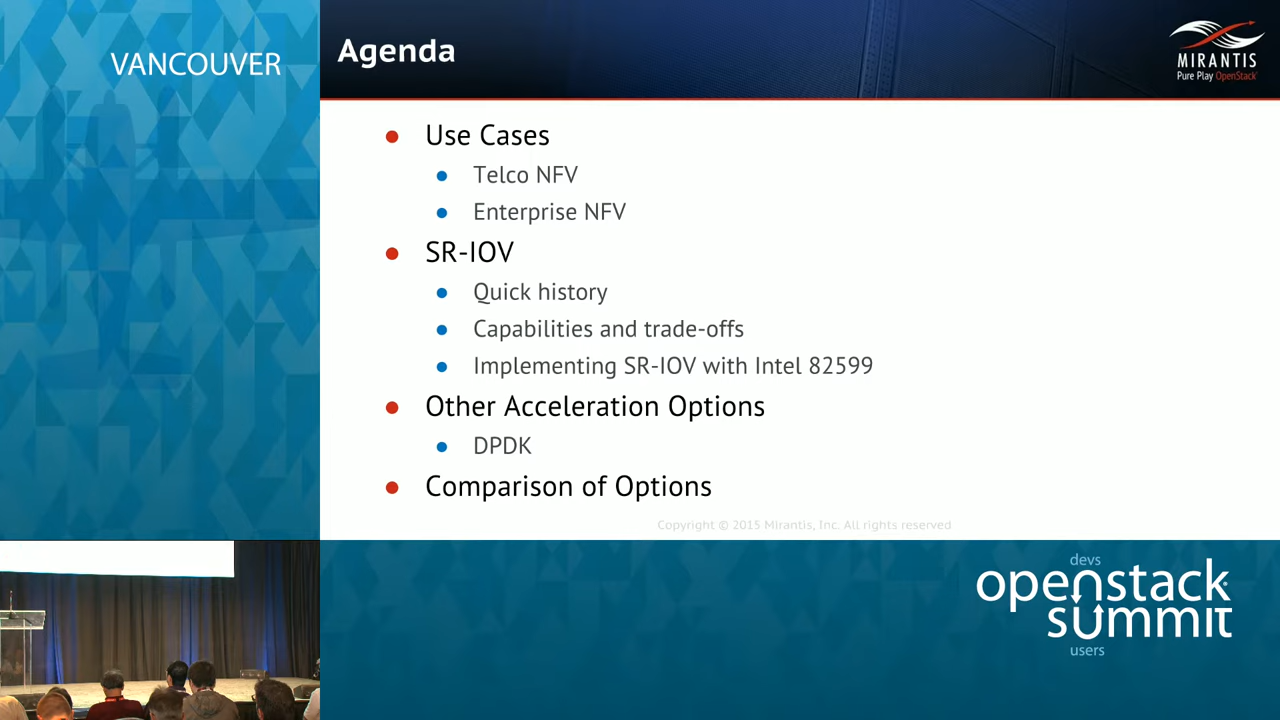 VANCOUVER
Agenda
MIRANTIS
Pure Play OpenStack
Use Cases
Telco NFV
Enterprise NFV
SR-IOV
Quick history
Capabilities and trade-offs
Implementing SR-IOV with Intel 82599
Other Acceleration Options
DPDK
Comparison of Options
Copyright © 2015 Mirantis, Inc. All rights reserved
devs
openstack
summit
users